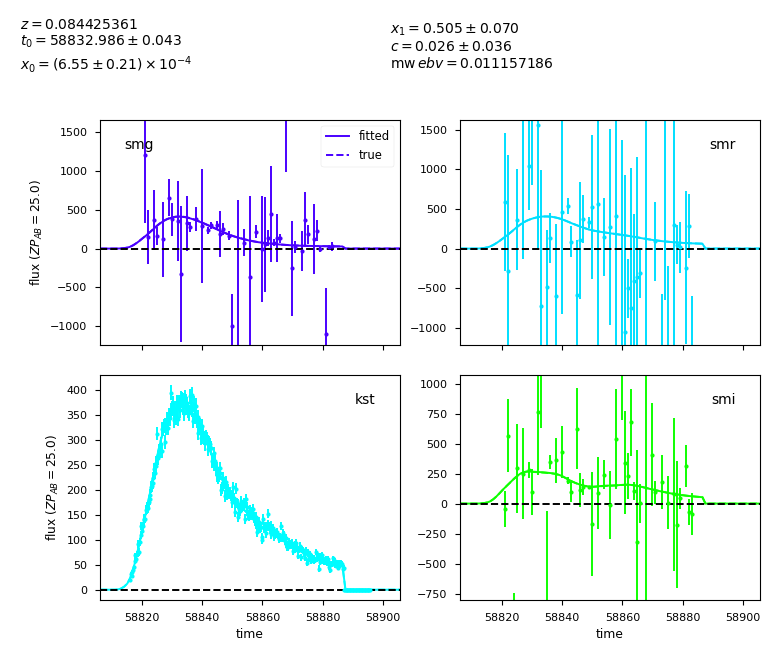 z = 0.084425361
t₀ = 58832.986 ± 0.043
x₀ = (6.55 ± 0.21) × 10⁻⁴
x₁ = 0.505 ± 0.070
c = 0.026 ± 0.036
mw ebv = 0.011157186
smg
fitted
true
1500
1000
500
0
−500
−1000
flux (ZP_AB = 25.0)
smr
1500
1000
500
0
−500
−1000
kst
400
350
300
250
200
150
100
50
0
flux (ZP_AB = 25.0)
58820 58840 58860 58880 58900
time
smi
1000
750
500
250
0
−250
−500
−750
58820 58840 58860 58880 58900
time